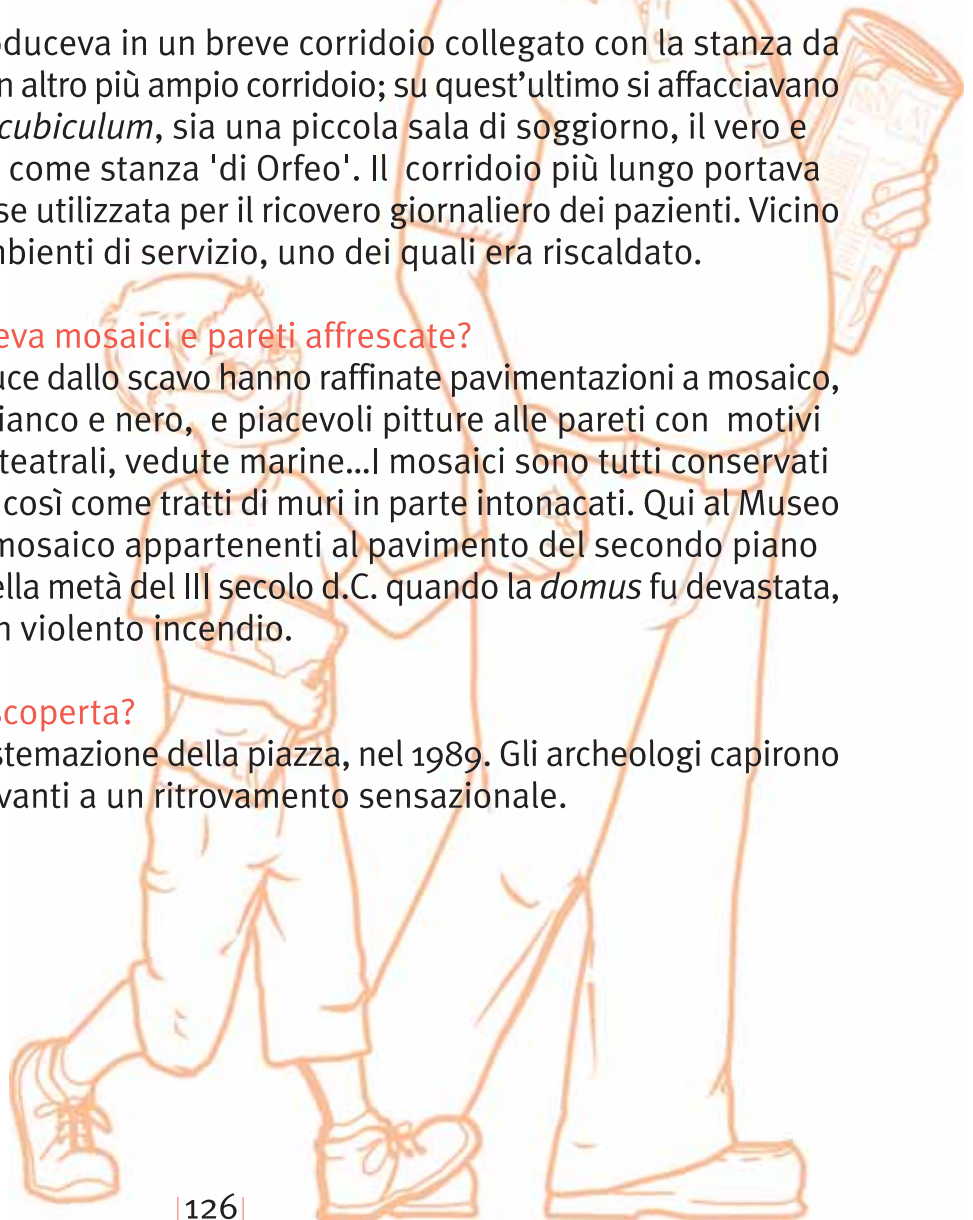 duceva in un breve corridoio collegato con la stanza da
altro più ampio corridoio; su quest'ultimo si affacciavano
cubiculum, sia una piccola sala di soggiorno, il vero e
come stanza 'di Orfeo'. Il corridoio più lungo portava
se utilizzata per il ricovero giornaliero dei pazienti. Vicino
mbienti di servizio, uno dei quali era riscaldato.
eva mosaici e pareti affrescate?
uce dallo scavo hanno raffinate pavimentazioni a mosaico,
ianco e nero, e piacevoli pitture alle pareti con motivi
teatrali, vedute marine...I mosaici sono tutti conservati
così come tratti di muri in parte intonacati. Qui al Museo
mosaico appartenenti al pavimento del secondo piano
ella metà del III secolo d.C. quando la domus fu devastata,
n violento incendio.
scoperta?
stemazione della piazza, nel 1989. Gli archeologi capirono
vanti a un ritrovamento sensazionale.
|126|